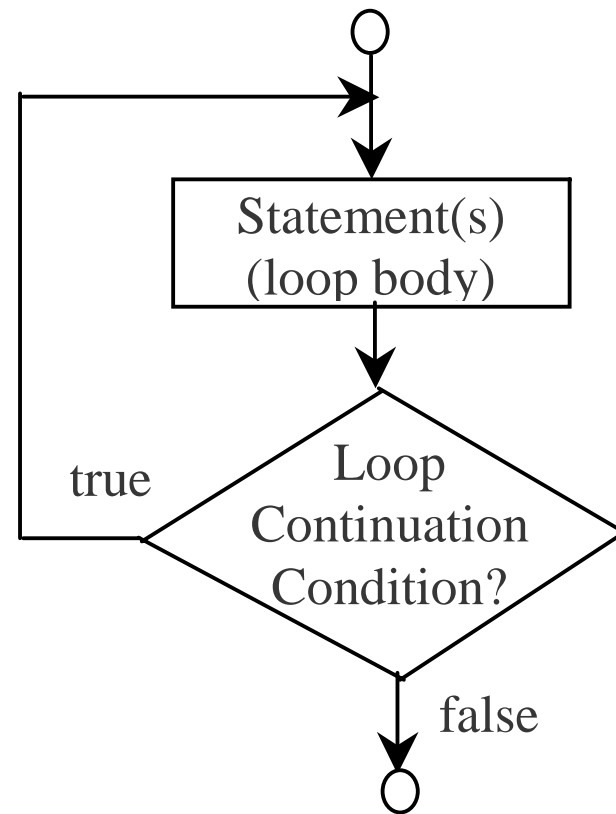 Statement(s)
(loop body)
true
Loop
Continuation
Condition?
false